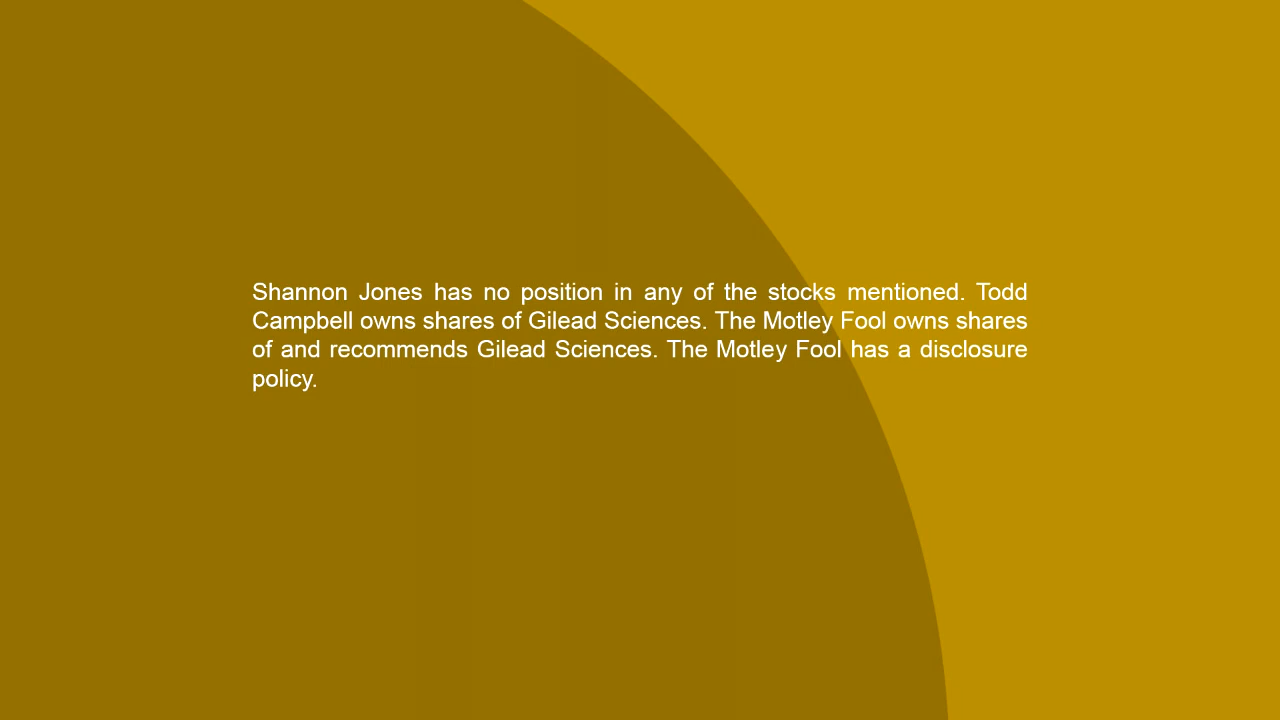 Shannon Jones has no position in any of the stocks mentioned. Todd
Campbell owns shares of Gilead Sciences. The Motley Fool owns shares
of and recommends Gilead Sciences. The Motley Fool has a disclosure
policy.